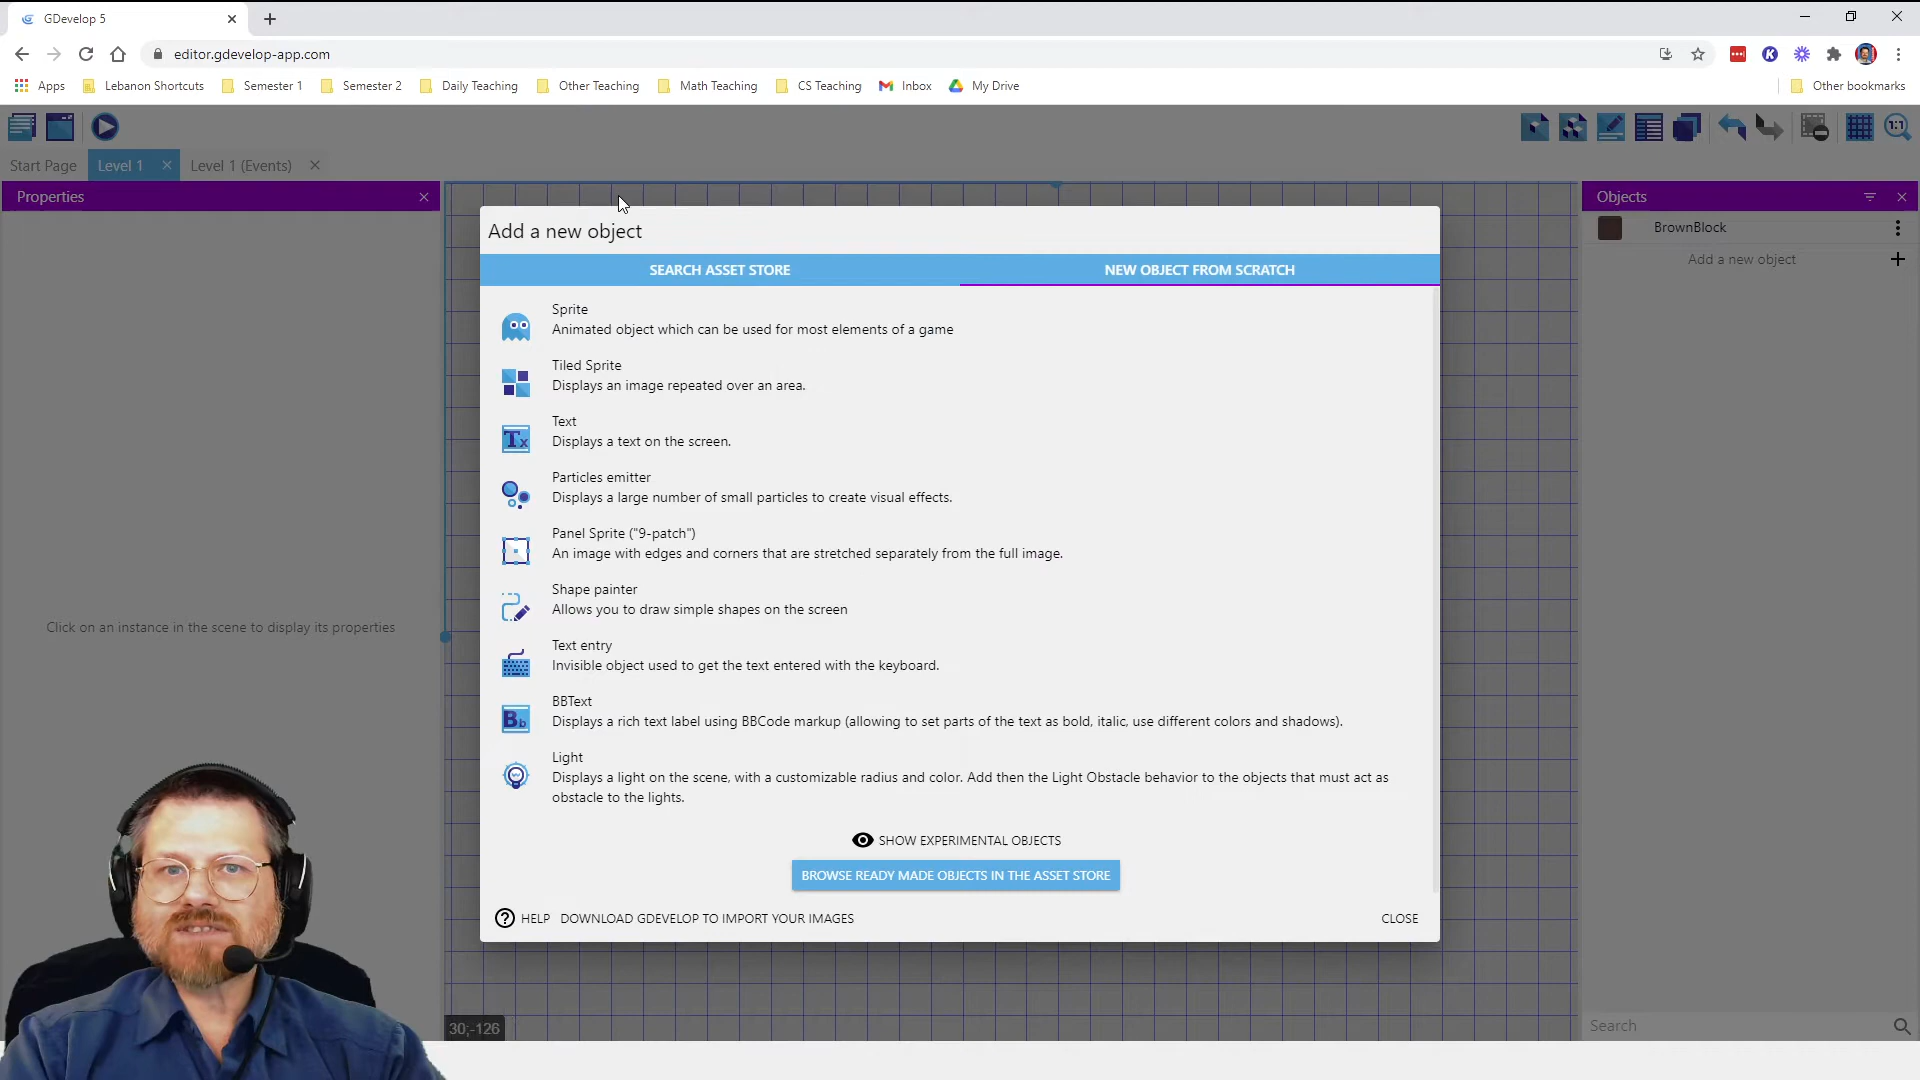 GDevelop 5
editor.gdevelop-app.com
Apps Lebanon Shortcuts Semester 1 Semester 2 Daily Teaching Other Teaching Math Teaching CS Teaching Inbox My Drive Other bookmarks
1:1
Start Page Level 1 Level 1 (Events)
Properties
Objects
BrownBlock
Add a new object
Add a new object
SEARCH ASSET STORE NEW OBJECT FROM SCRATCH
Sprite
Animated object which can be used for most elements of a game
Tiled Sprite
Displays an image repeated over an area.
Tx
Text
Displays a text on the screen.
Particles emitter
Displays a large number of small particles to create visual effects.
Panel Sprite ("9-patch")
An image with edges and corners that are stretched separately from the full image.
Shape painter
Allows you to draw simple shapes on the screen
Click on an instance in the scene to display its properties
Text entry
Invisible object used to get the text entered with the keyboard.
Bb
BBText
Displays a rich text label using BBCode markup (allowing to set parts of the text as bold, italic, use different colors and shadows).
Light
Displays a light on the scene, with a customizable radius and color. Add then the Light Obstacle behavior to the objects that must act as
obstacle to the lights.
SHOW EXPERIMENTAL OBJECTS
BROWSE READY MADE OBJECTS IN THE ASSET STORE
HELP DOWNLOAD GDEVELOP TO IMPORT YOUR IMAGES CLOSE
30;-126
Search